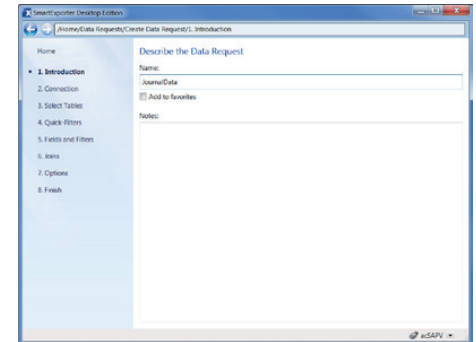 SmartExporter Desktop Edition
/Home/Data Requests/Create Data Request/1. Introduction
Home
1. Introduction
2. Connection
3. Select Tables
4. Quick-Filters
5. Fields and Filters
6. Joins
7. Options
8. Finish
Describe the Data Request
Name:
JournalData
Add to favorites
Notes:
ecSAPV